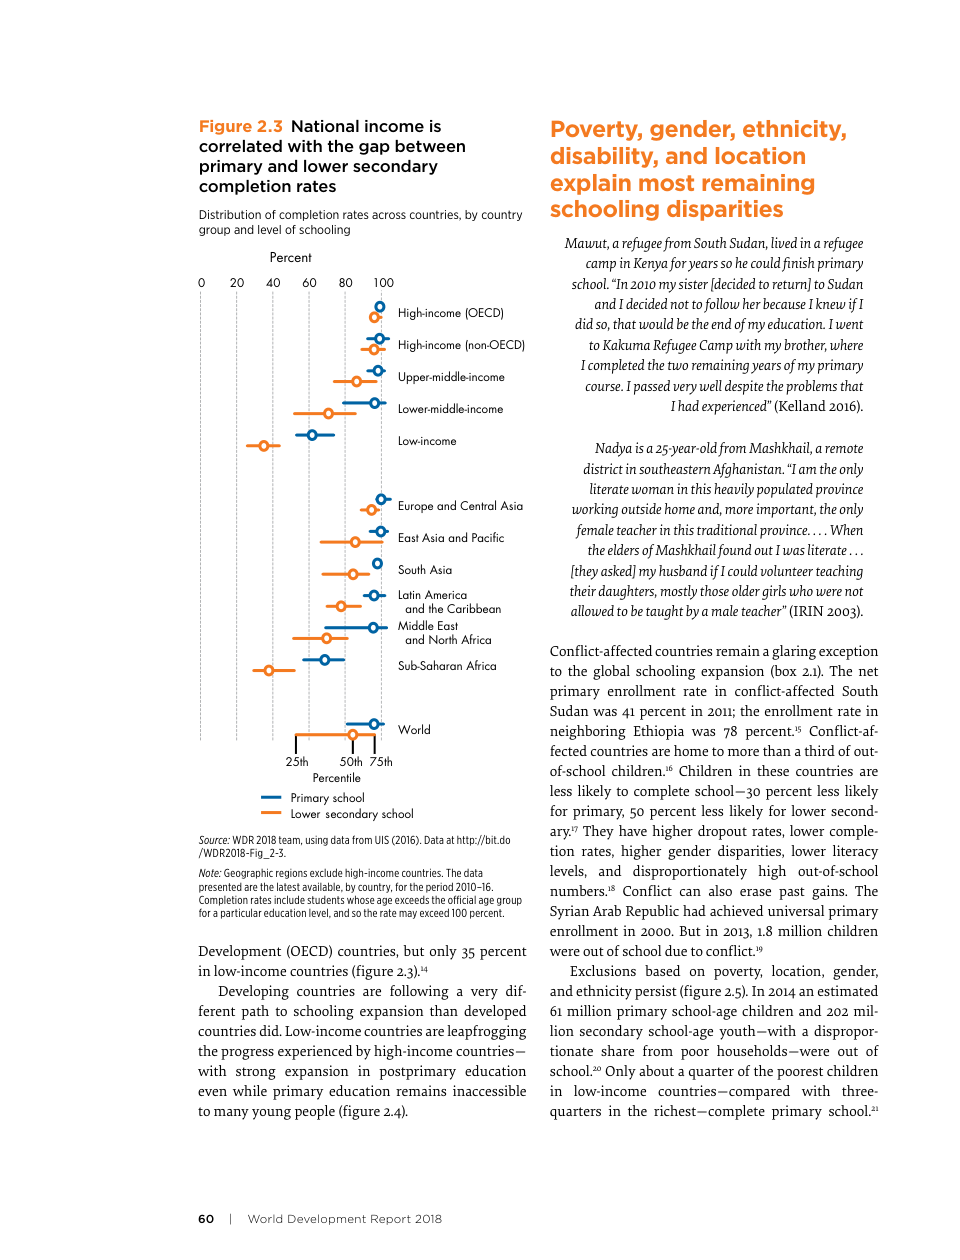 Figure 2.3 National income is
correlated with the gap between
primary and lower secondary
completion rates
Distribution of completion rates across countries, by country
group and level of schooling
Percent
0 20 40 60 80 100
High-income (OECD)
High-income (non-OECD)
Upper-middle-income
Lower-middle-income
Low-income
Europe and Central Asia
East Asia and Pacific
South Asia
Latin America
and the Caribbean
Middle East
and North Africa
Sub-Saharan Africa
World
25th 50th 75th
Percentile
Primary school
Lower secondary school
Source: WDR 2018 team, using data from UIS (2016). Data at http://bit.do
/WDR2018-Fig_2-3.
Note: Geographic regions exclude high-income countries. The data
presented are the latest available, by country, for the period 2010–16.
Completion rates include students whose age exceeds the official age group
for a particular education level, and so the rate may exceed 100 percent.
Development (OECD) countries, but only 35 percent
in low-income countries (figure 2.3).14
Developing countries are following a very dif-
ferent path to schooling expansion than developed
countries did. Low-income countries are leapfrogging
the progress experienced by high-income countries—
with strong expansion in postprimary education
even while primary education remains inaccessible
to many young people (figure 2.4).
Poverty, gender, ethnicity,
disability, and location
explain most remaining
schooling disparities
Mawut, a refugee from South Sudan, lived in a refugee
camp in Kenya for years so he could finish primary
school. “In 2010 my sister [decided to return] to Sudan
and I decided not to follow her because I knew if I
did so, that would be the end of my education. I went
to Kakuma Refugee Camp with my brother, where
I completed the two remaining years of my primary
course. I passed very well despite the problems that
I had experienced” (Kelland 2016).
Nadya is a 25-year-old from Mashkhail, a remote
district in southeastern Afghanistan. “I am the only
literate woman in this heavily populated province
working outside home and, more important, the only
female teacher in this traditional province. . . . When
the elders of Mashkhail found out I was literate . . .
[they asked] my husband if I could volunteer teaching
their daughters, mostly those older girls who were not
allowed to be taught by a male teacher” (IRIN 2003).
Conflict-affected countries remain a glaring exception
to the global schooling expansion (box 2.1). The net
primary enrollment rate in conflict-affected South
Sudan was 41 percent in 2011; the enrollment rate in
neighboring Ethiopia was 78 percent.15 Conflict-af-
fected countries are home to more than a third of out-
of-school children.16 Children in these countries are
less likely to complete school—30 percent less likely
for primary, 50 percent less likely for lower second-
ary.17 They have higher dropout rates, lower comple-
tion rates, higher gender disparities, lower literacy
levels, and disproportionately high out-of-school
numbers.18 Conflict can also erase past gains. The
Syrian Arab Republic had achieved universal primary
enrollment in 2000. But in 2013, 1.8 million children
were out of school due to conflict.19
Exclusions based on poverty, location, gender,
and ethnicity persist (figure 2.5). In 2014 an estimated
61 million primary school-age children and 202 mil-
lion secondary school-age youth—with a dispropor-
tionate share from poor households—were out of
school.20 Only about a quarter of the poorest children
in low-income countries—compared with three-
quarters in the richest—complete primary school.21
60 | World Development Report 2018